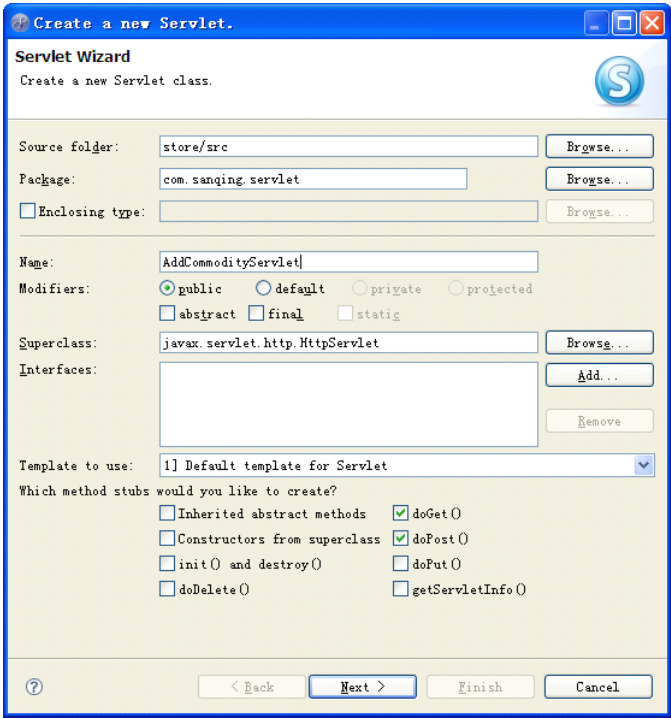 Create a new Servlet.
Servlet Wizard
Create a new Servlet class.
S
Source folder: store/src Browse...
Package: com.sanqing.servlet Browse...
Enclosing type: Browse...
Name: AddCommodityServlet
Modifiers: public default private protected
abstract final static
Superclass: javax.servlet.http.HttpServlet Browse...
Interfaces: Add...
Remove
Template to use: 1] Default template for Servlet
Which method stubs would you like to create?
Inherited abstract methods doGet()
Constructors from superclass doPost()
init() and destroy() doPut()
doDelete() getServletInfo()
? < Back Next > Finish Cancel